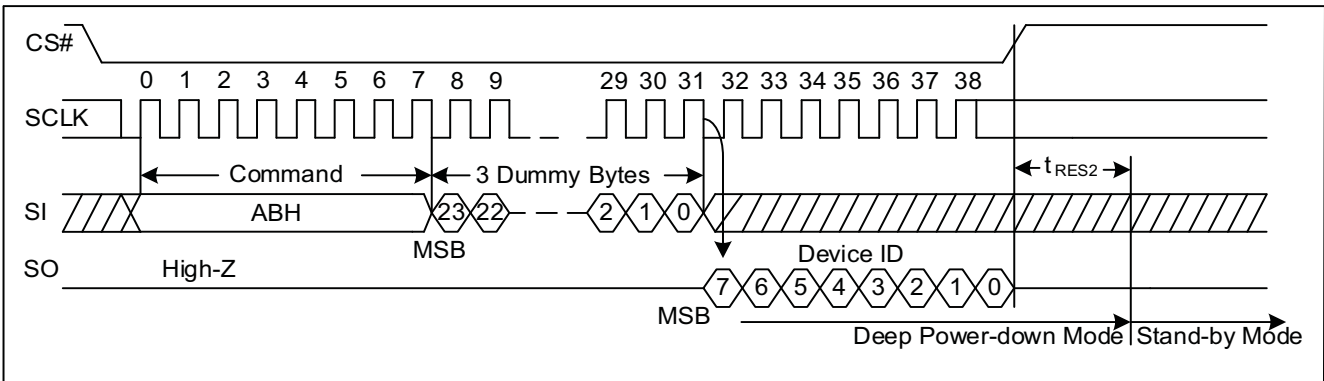 CS#
0 1 2 3 4 5 6 7 8 9 29 30 31 32 33 34 35 36 37 38
SCLK
Command 3 Dummy Bytes tRES2
SI ABH 23 22 2 1 0
MSB Device ID
SO High-Z 7 6 5 4 3 2 1 0
MSB
Deep Power-down Mode Stand-by Mode